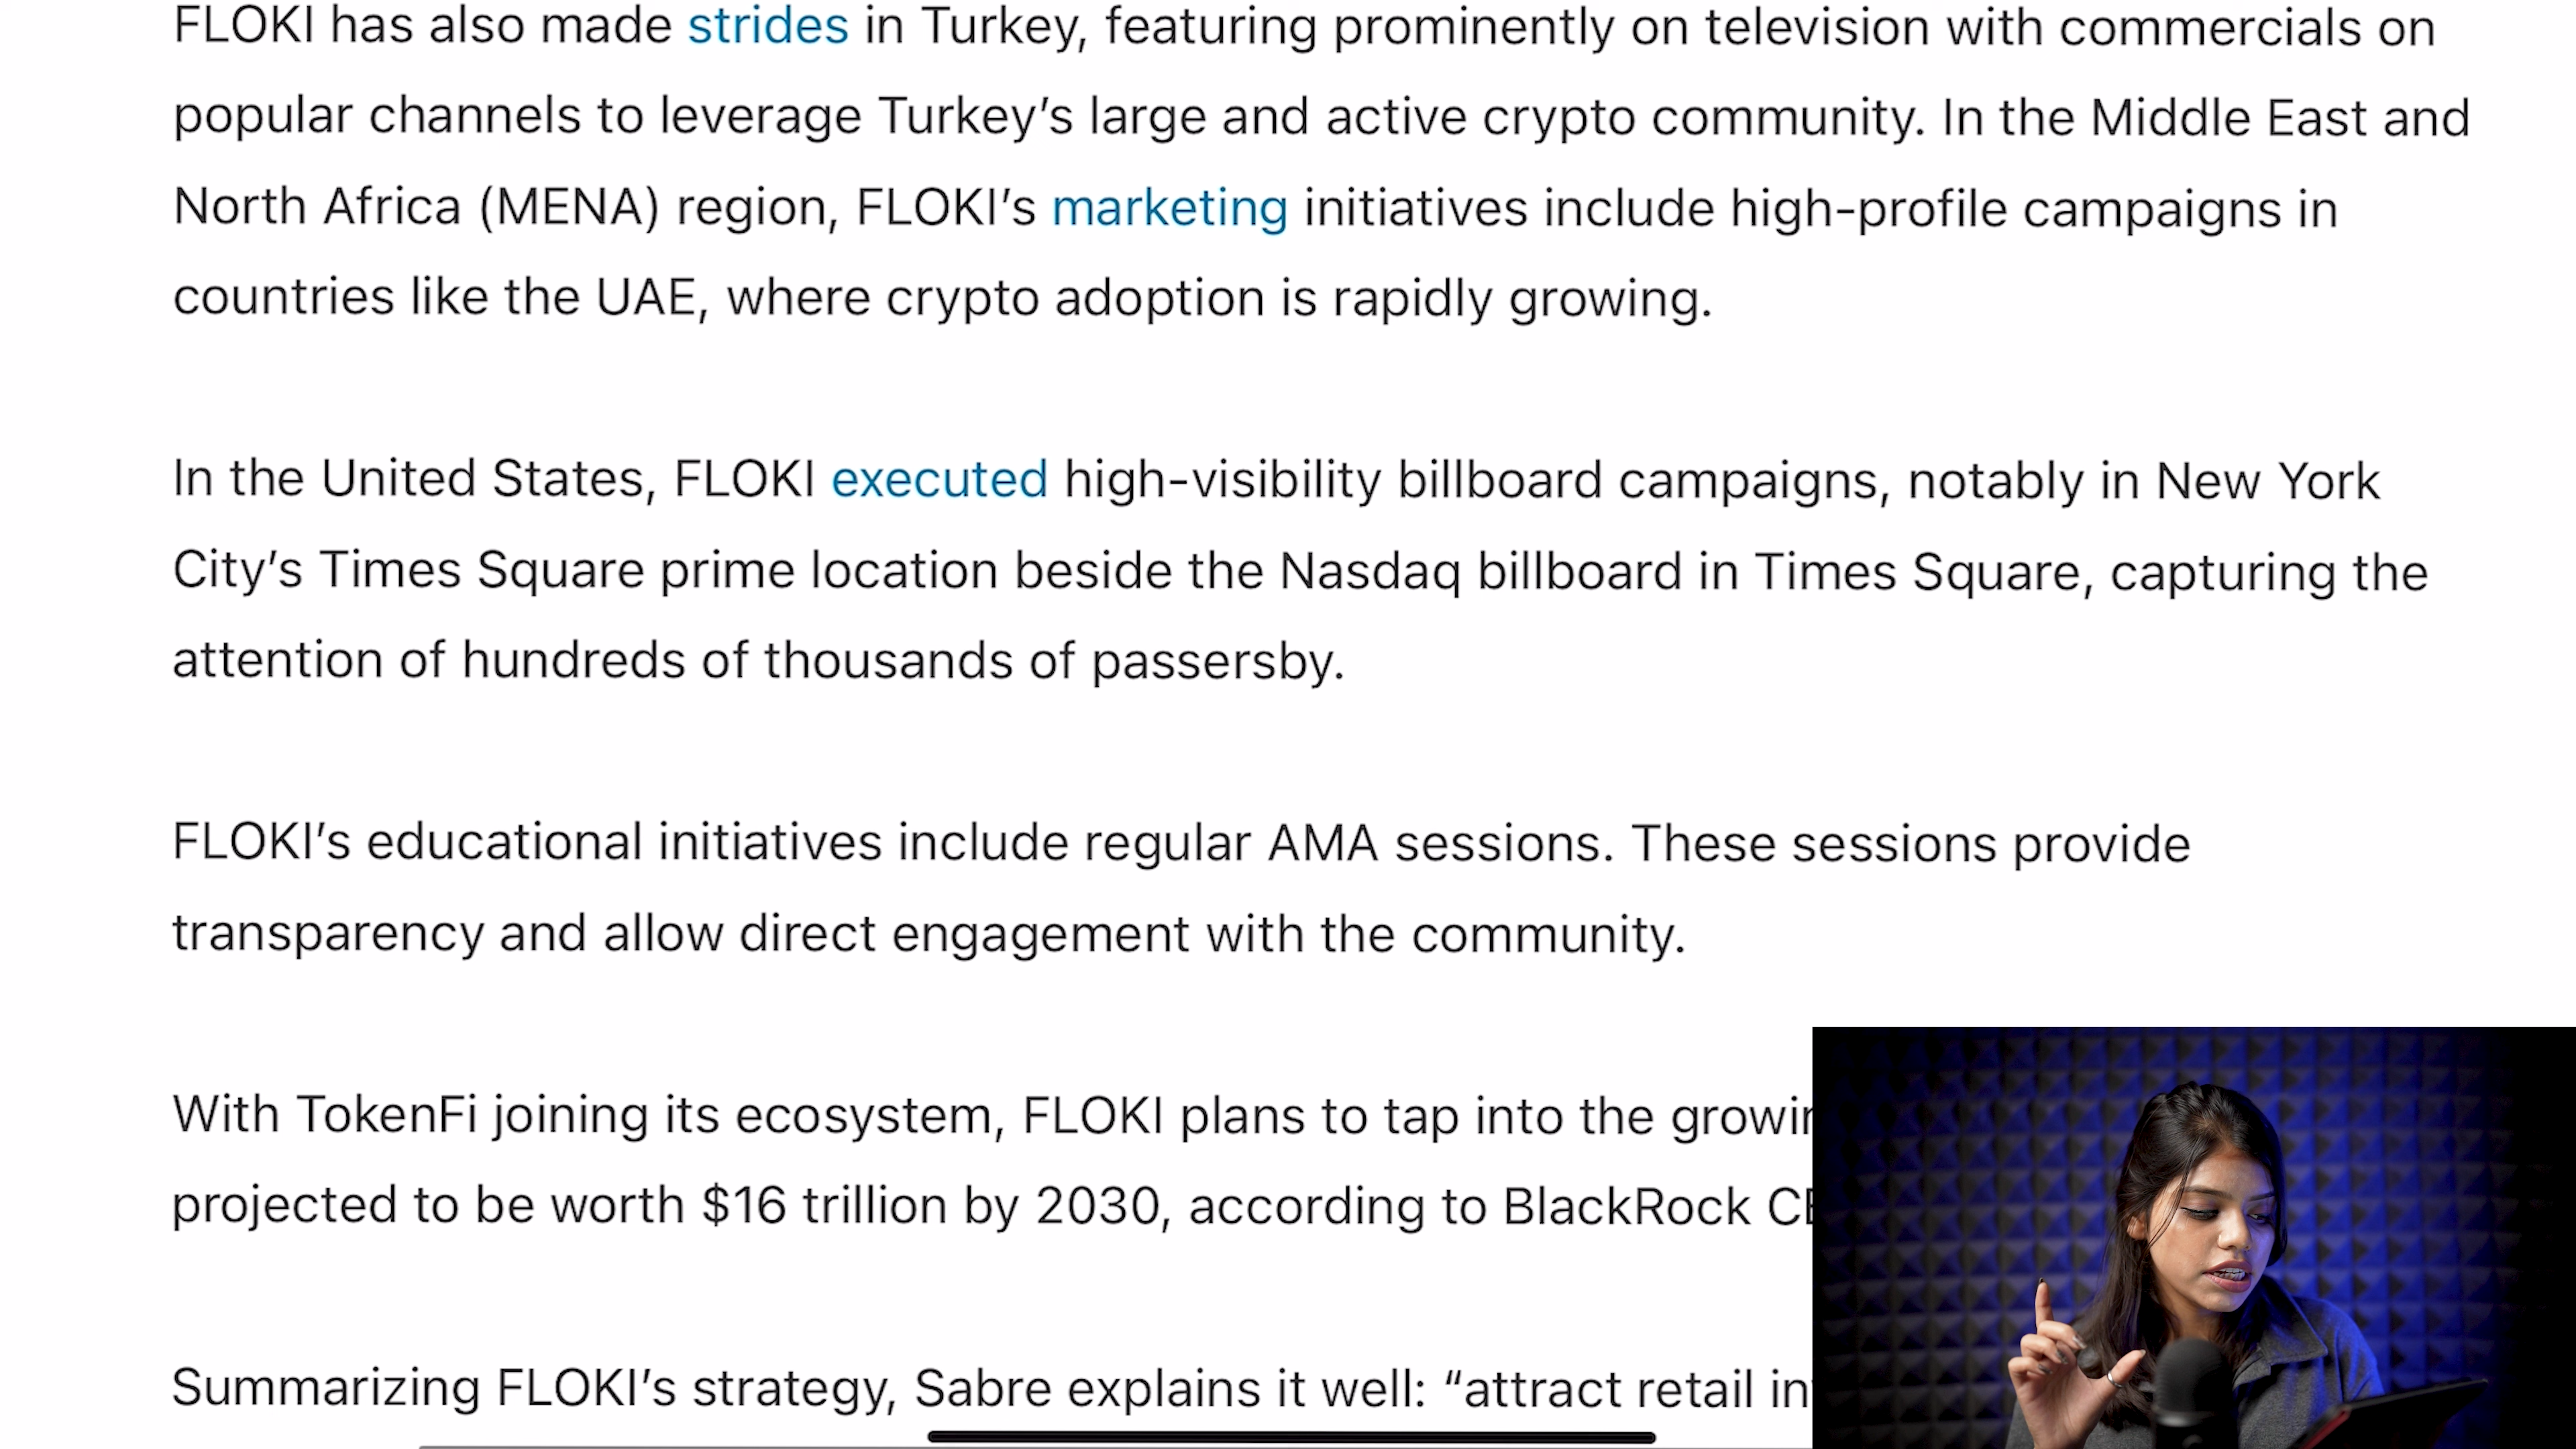 FLOKI has also made strides in Turkey, featuring prominently on television with commercials on
popular channels to leverage Turkey’s large and active crypto community. In the Middle East and
North Africa (MENA) region, FLOKI’s marketing initiatives include high-profile campaigns in
countries like the UAE, where crypto adoption is rapidly growing.
In the United States, FLOKI executed high-visibility billboard campaigns, notably in New York
City’s Times Square prime location beside the Nasdaq billboard in Times Square, capturing the
attention of hundreds of thousands of passersby.
FLOKI’s educational initiatives include regular AMA sessions. These sessions provide
transparency and allow direct engagement with the community.
With TokenFi joining its ecosystem, FLOKI plans to tap into the
projected to be worth $16 trillion by 2030, according to BlackRock
Summarizing FLOKI’s strategy, Sabre explains it well: “attract retail